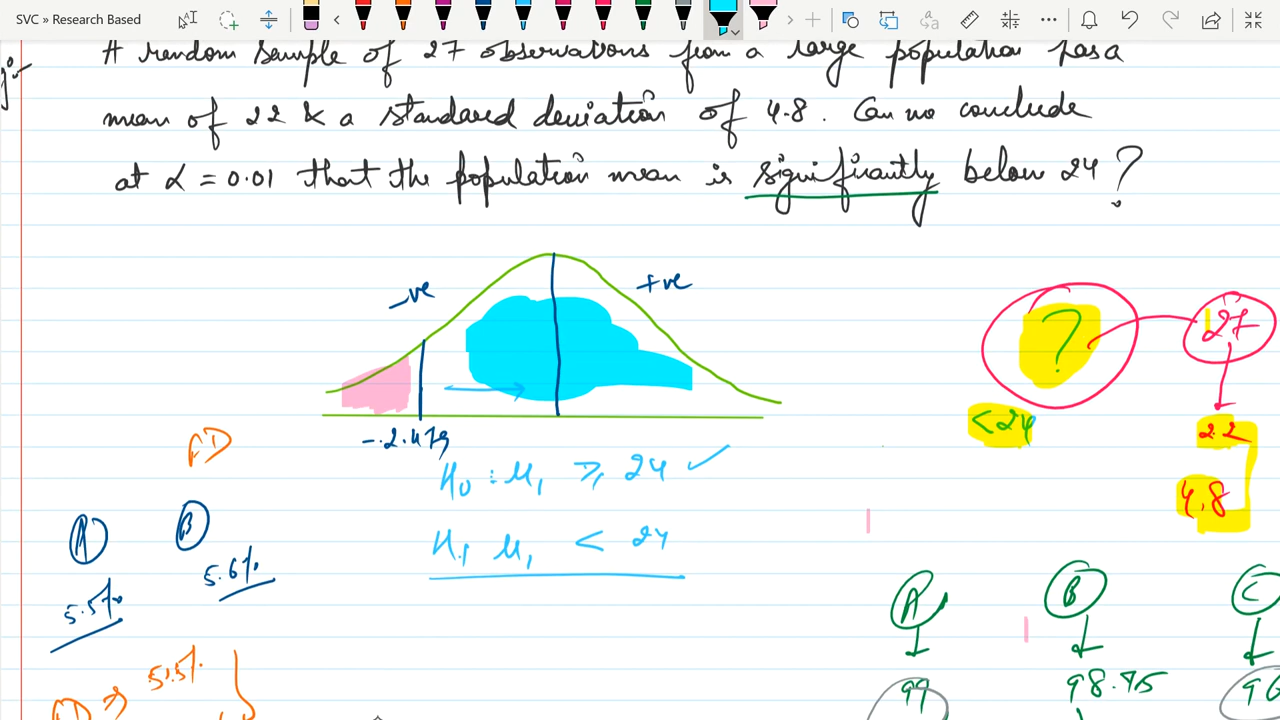 SVC » Research Based
A random sample of 27 observations from a large population has a
mean of 22 & a standard deviation of 4.8. Can we conclude
at α = 0.01 that the population mean is significantly below 24 ?
-ve
+ve
?
27
-2.479
<24
22
FD
H0 : μ1 ≥ 24 ✓
4.8
A
B
H1 μ1 < 24
5.6%
5.5%
A
B
C
5.5%
99
98.75
96